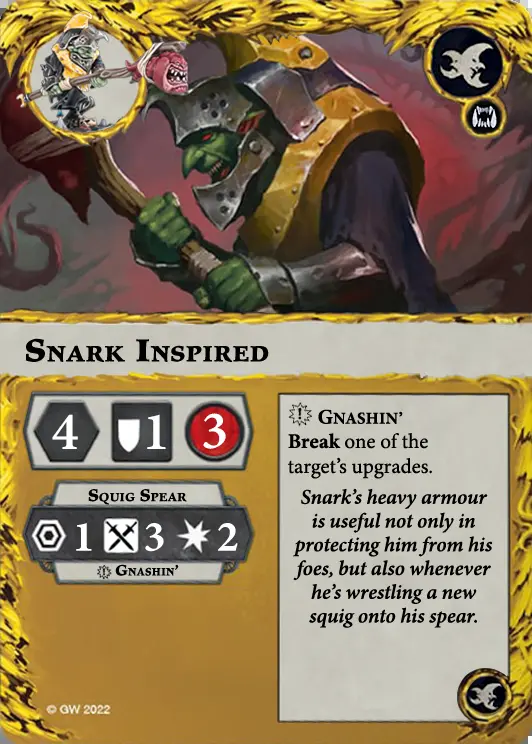 Snark Inspired
4 1 3
Squig Spear
1 3 2
Gnashin'
Gnashin'
Break one of the
target's upgrades.
Snark's heavy armour
is useful not only in
protecting him from his
foes, but also whenever
he's wrestling a new
squig onto his spear.
© GW 2022